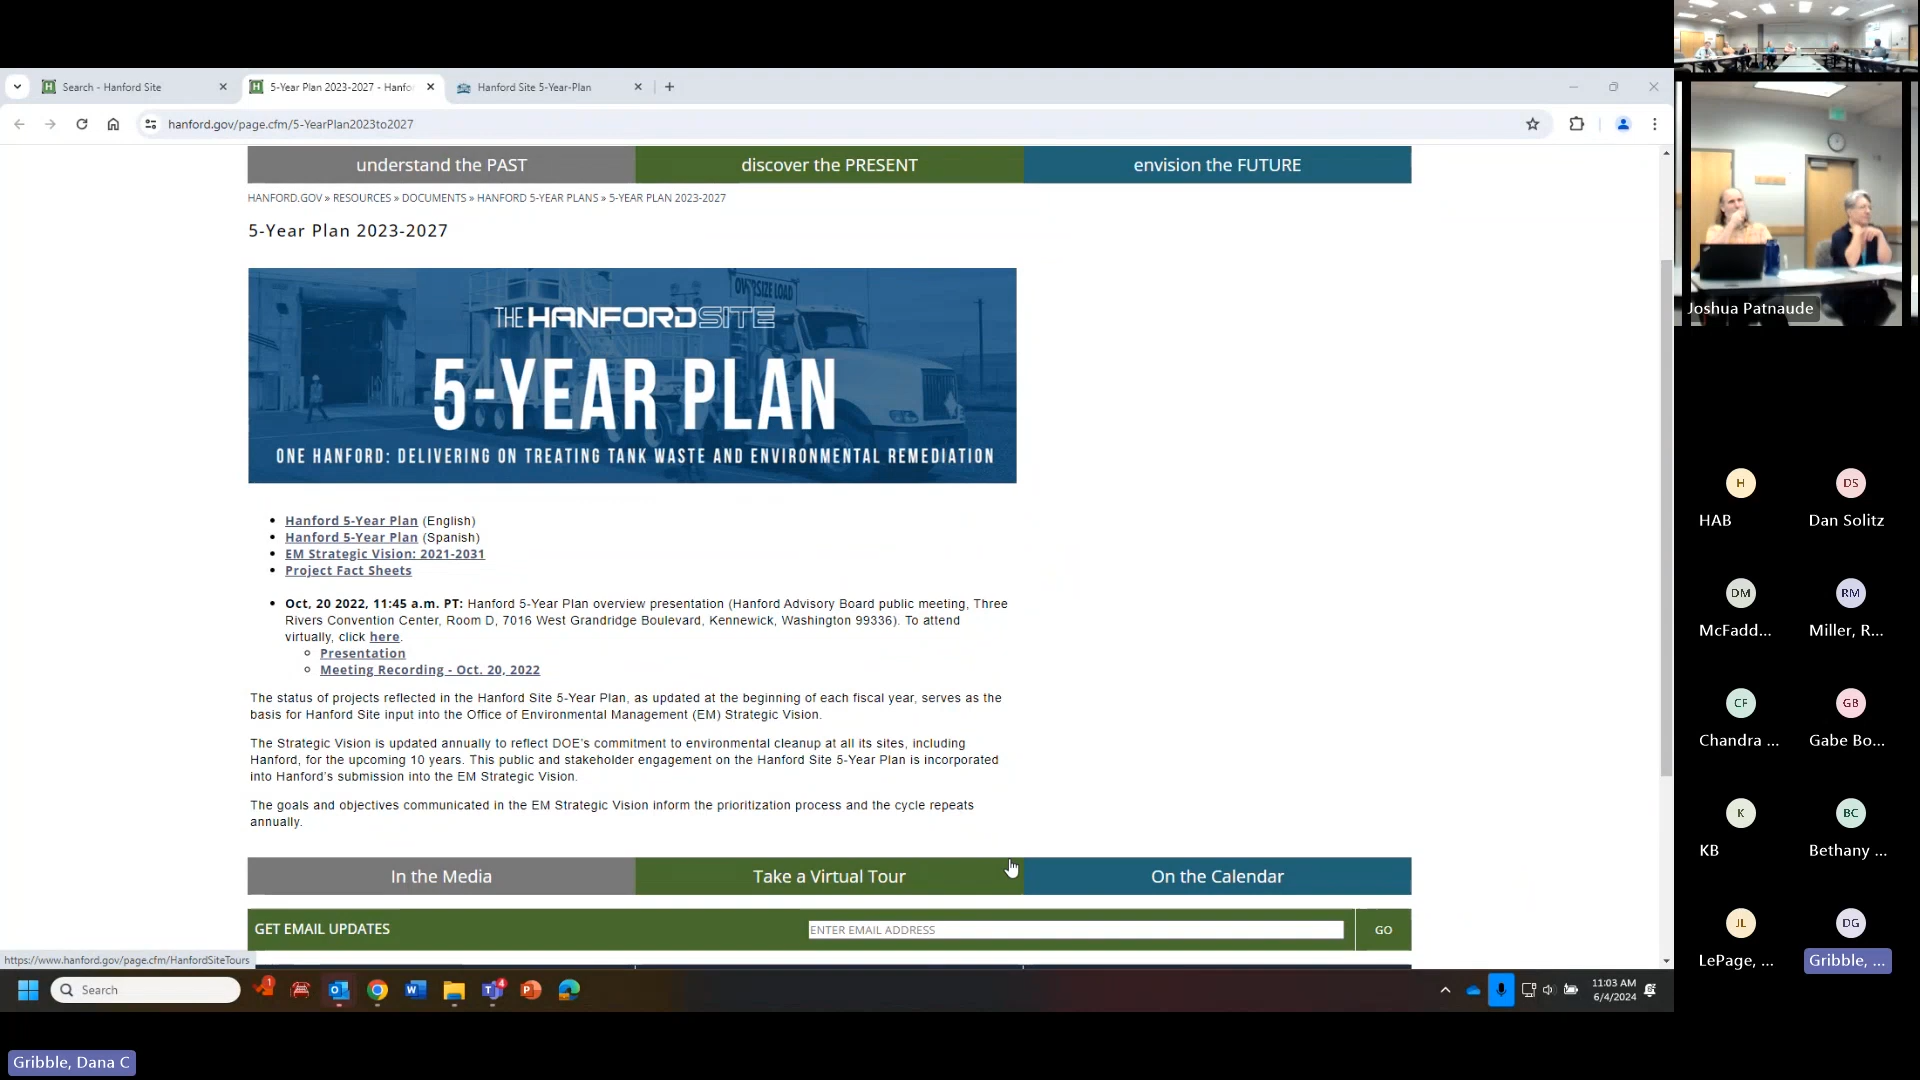 Search - Hanford Site
5-Year Plan 2023-2027 - Hanfo
Hanford Site 5-Year-Plan
hanford.gov/page.cfm/5-YearPlan2023to2027
understand the PAST
discover the PRESENT
envision the FUTURE
HANFORD.GOV » RESOURCES » DOCUMENTS » HANFORD 5-YEAR PLANS » 5-YEAR PLAN 2023-2027
5-Year Plan 2023-2027
OVERSIZE LOAD
THE HANFORD SITE
5-YEAR PLAN
ONE HANFORD: DELIVERING ON TREATING TANK WASTE AND ENVIRONMENTAL REMEDIATION
• Hanford 5-Year Plan (English)
• Hanford 5-Year Plan (Spanish)
• EM Strategic Vision: 2021-2031
• Project Fact Sheets
• Oct, 20 2022, 11:45 a.m. PT: Hanford 5-Year Plan overview presentation (Hanford Advisory Board public meeting, Three
Rivers Convention Center, Room D, 7016 West Grandridge Boulevard, Kennewick, Washington 99336). To attend
virtually, click here.
◦ Presentation
◦ Meeting Recording - Oct. 20, 2022
The status of projects reflected in the Hanford Site 5-Year Plan, as updated at the beginning of each fiscal year, serves as the
basis for Hanford Site input into the Office of Environmental Management (EM) Strategic Vision.
The Strategic Vision is updated annually to reflect DOE's commitment to environmental cleanup at all its sites, including
Hanford, for the upcoming 10 years. This public and stakeholder engagement on the Hanford Site 5-Year Plan is incorporated
into Hanford's submission into the EM Strategic Vision.
The goals and objectives communicated in the EM Strategic Vision inform the prioritization process and the cycle repeats
annually.
In the Media
Take a Virtual Tour
On the Calendar
GET EMAIL UPDATES
ENTER EMAIL ADDRESS
GO
https://www.hanford.gov/page.cfm/HanfordSiteTours
Search
11:03 AM
6/4/2024
Joshua Patnaude
H
HAB
DS
Dan Solitz
DM
McFadd...
RM
Miller, R...
CF
Chandra ...
GB
Gabe Bo...
K
KB
BC
Bethany ...
JL
LePage, ...
DG
Gribble, ...
Gribble, Dana C